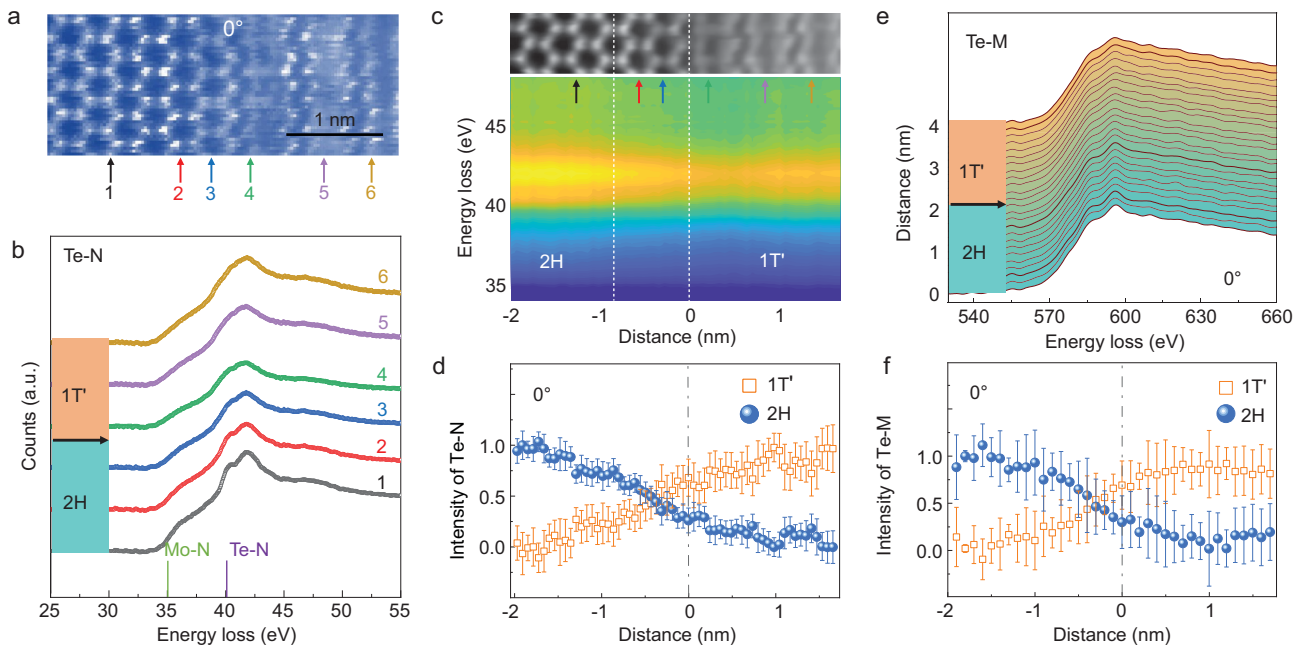 a
0°
1 nm
1
2
3
4
5
6
b
Te-N
Counts (a.u.)
1T'
2H
6
5
4
3
2
1
Mo-N
Te-N
25
30
35
40
45
50
55
Energy loss (eV)
c
Energy loss (eV)
45
40
35
2H
1T'
-2
-1
0
1
Distance (nm)
d
0°
1T'
2H
Intensity of Te-N
1.0
0.5
0.0
-2
-1
0
1
Distance (nm)
e
Te-M
Distance (nm)
4
3
2
1
0
1T'
2H
0°
540
570
600
630
660
Energy loss (eV)
f
0°
1T'
2H
Intensity of Te-M
1.0
0.5
0.0
-2
-1
0
1
Distance (nm)